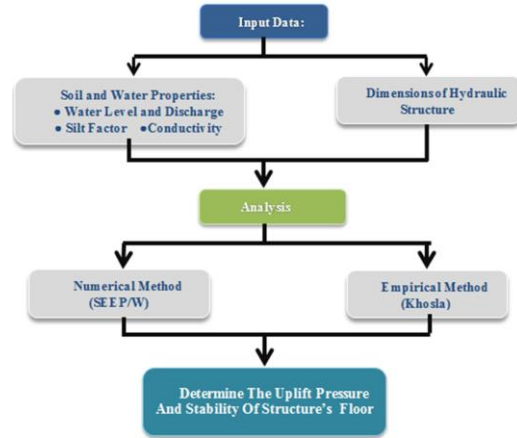 Input Data:
Soil and Water Properties:
● Water Level and Discharge
● Silt Factor ● Conductivity
Dimensions of Hydraulic
Structure
Analysis
Numerical Method
(SEEP/W)
Empirical Method
(Khosla)
Determine The Uplift Pressure
And Stability Of Structure's Floor